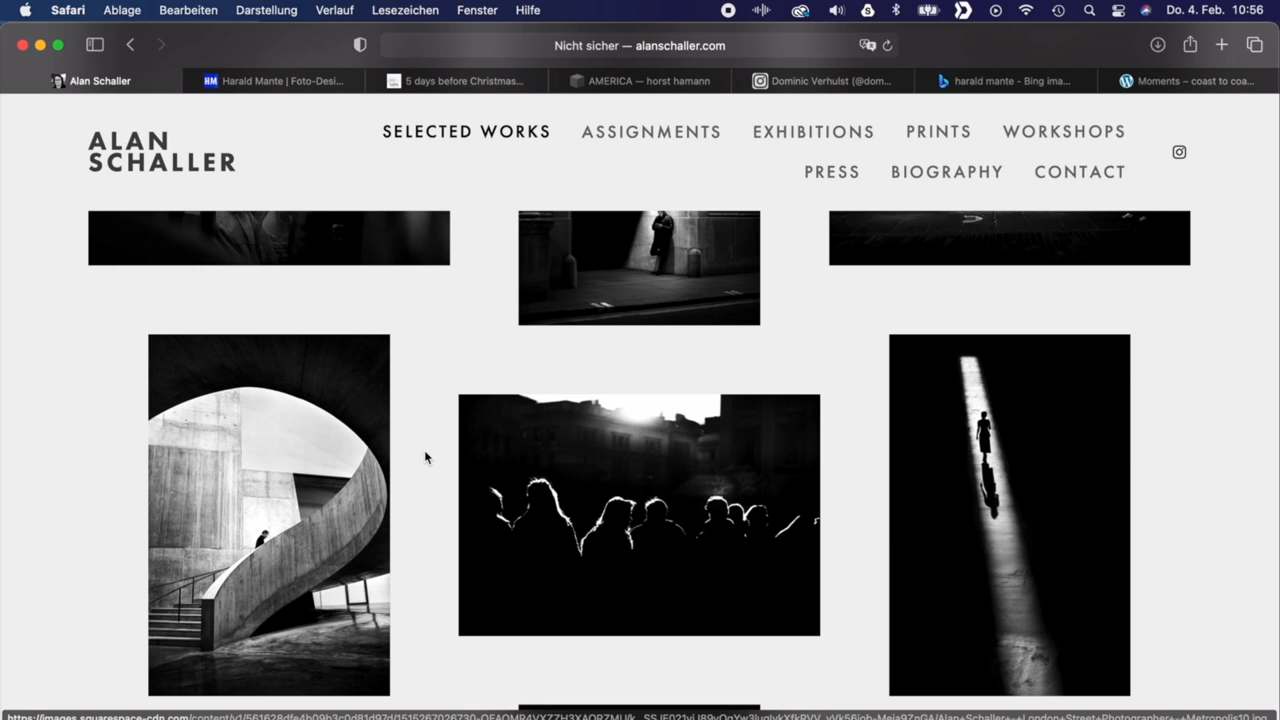 Safari Ablage Bearbeiten Darstellung Verlauf Lesezeichen Fenster Hilfe Do. 4. Feb. 10:56
Nicht sicher — alanschaller.com
Alan Schaller
HM Harald Mante | Foto-Desi...
5 days before Christmas...
AMERICA — horst hamann
Dominic Verhulst (@dom...
harald mante - Bing ima...
Moments – coast to coa...
ALAN
SCHALLER
SELECTED WORKS ASSIGNMENTS EXHIBITIONS PRINTS WORKSHOPS
PRESS BIOGRAPHY CONTACT